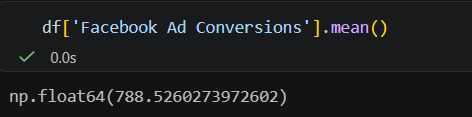 df['Facebook Ad Conversions'].mean()
0.0s
np.float64(788.5260273972602)